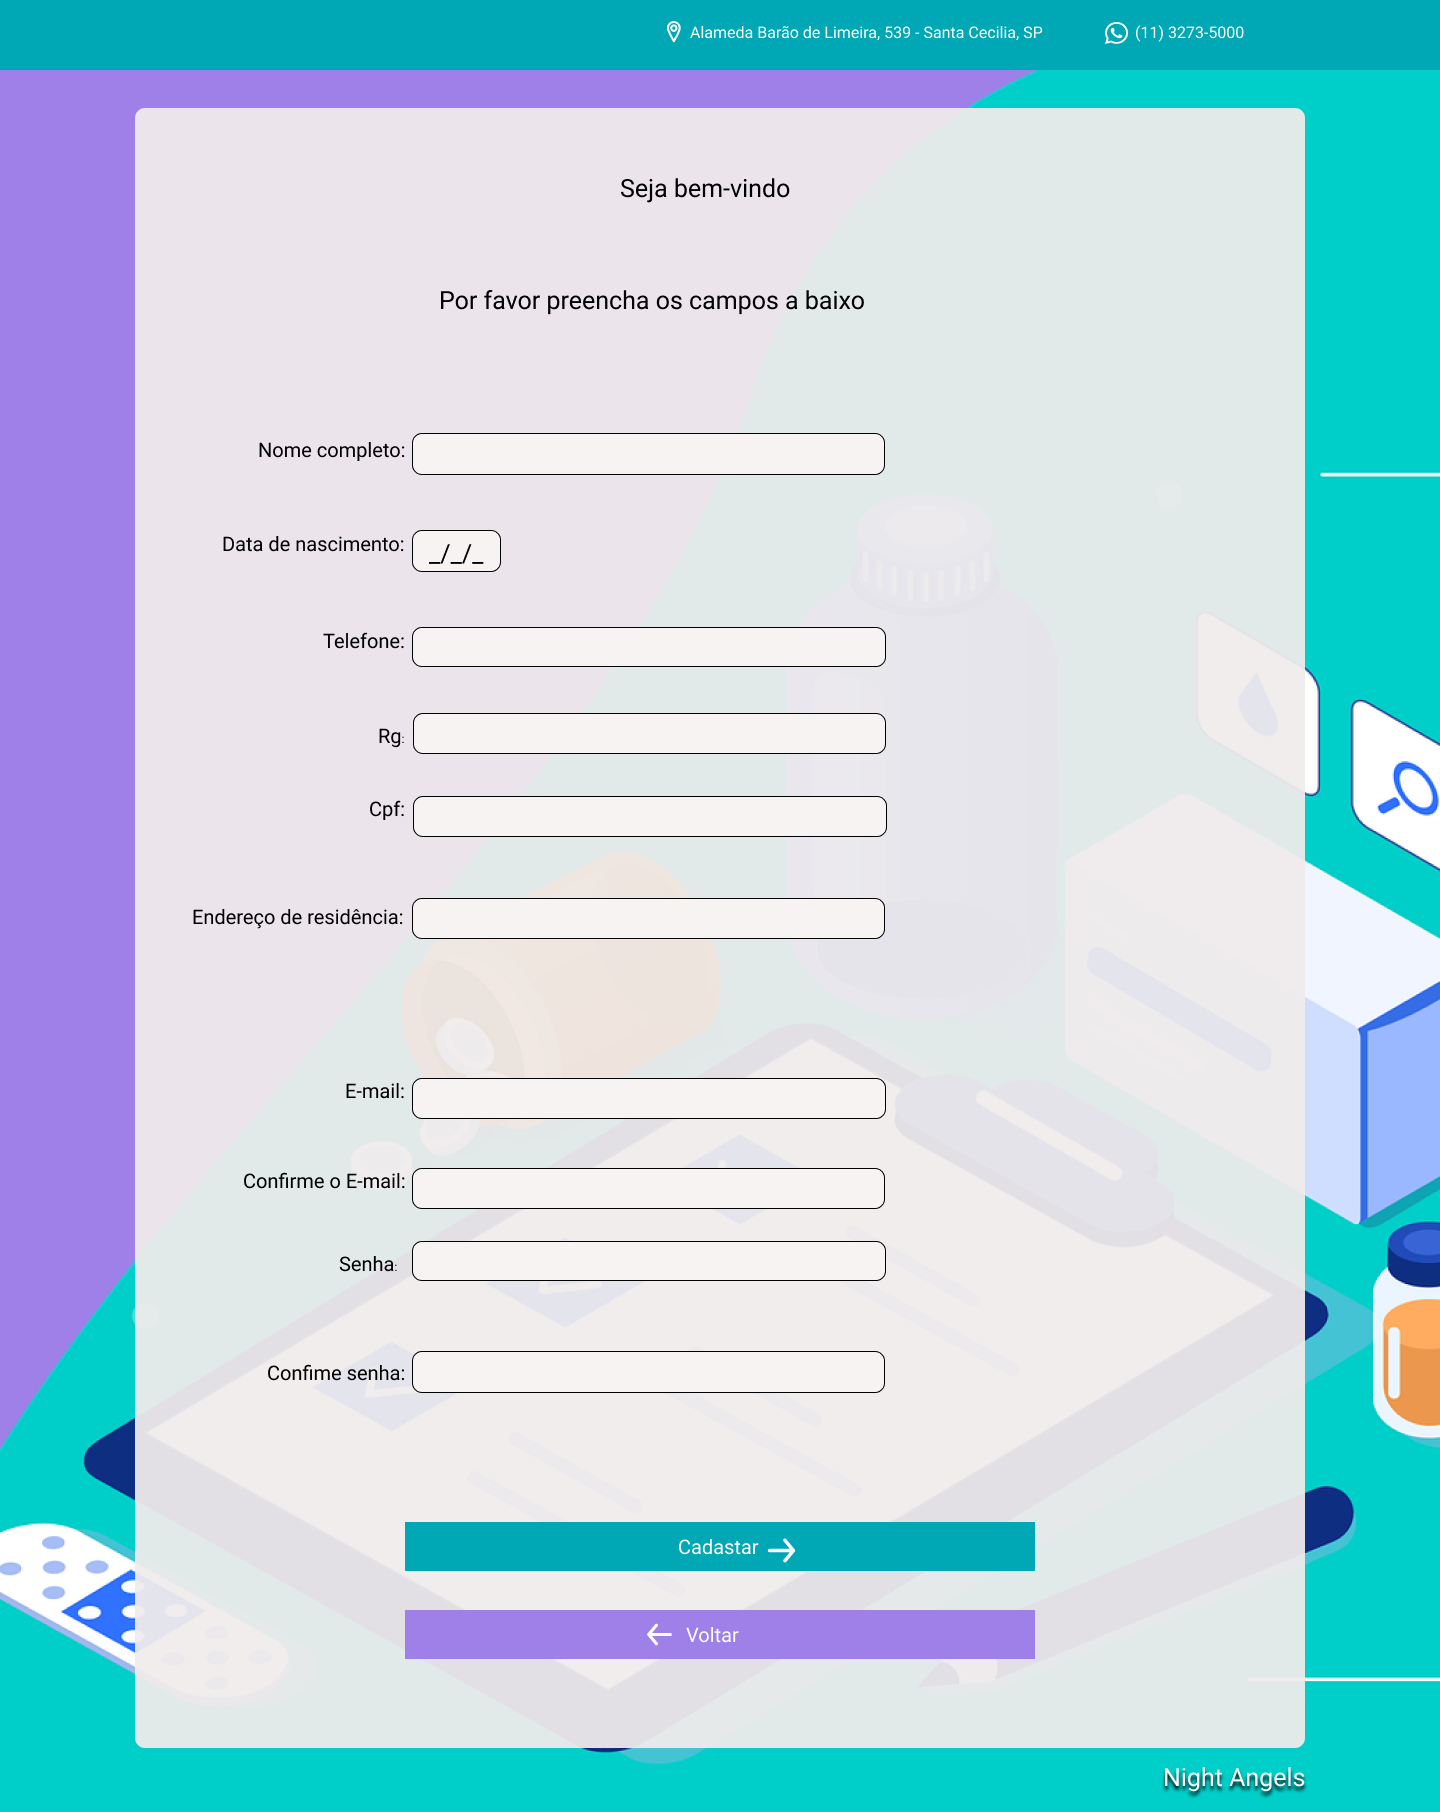 Alameda Barão de Limeira, 539 - Santa Cecilia, SP
(11) 3273-5000
Seja bem-vindo
Por favor preencha os campos a baixo
Nome completo:
Data de nascimento:
_/_/_
Telefone:
Rg:
Cpf:
Endereço de residência:
E-mail:
Confirme o E-mail:
Senha:
Confime senha:
Cadastar
Voltar
Night Angels